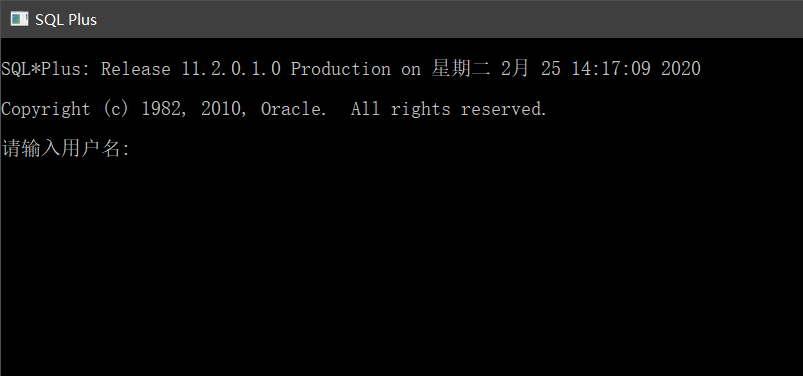 SQL Plus
SQL*Plus: Release 11.2.0.1.0 Production on 星期二 2月 25 14:17:09 2020
Copyright (c) 1982, 2010, Oracle.  All rights reserved.
请输入用户名: